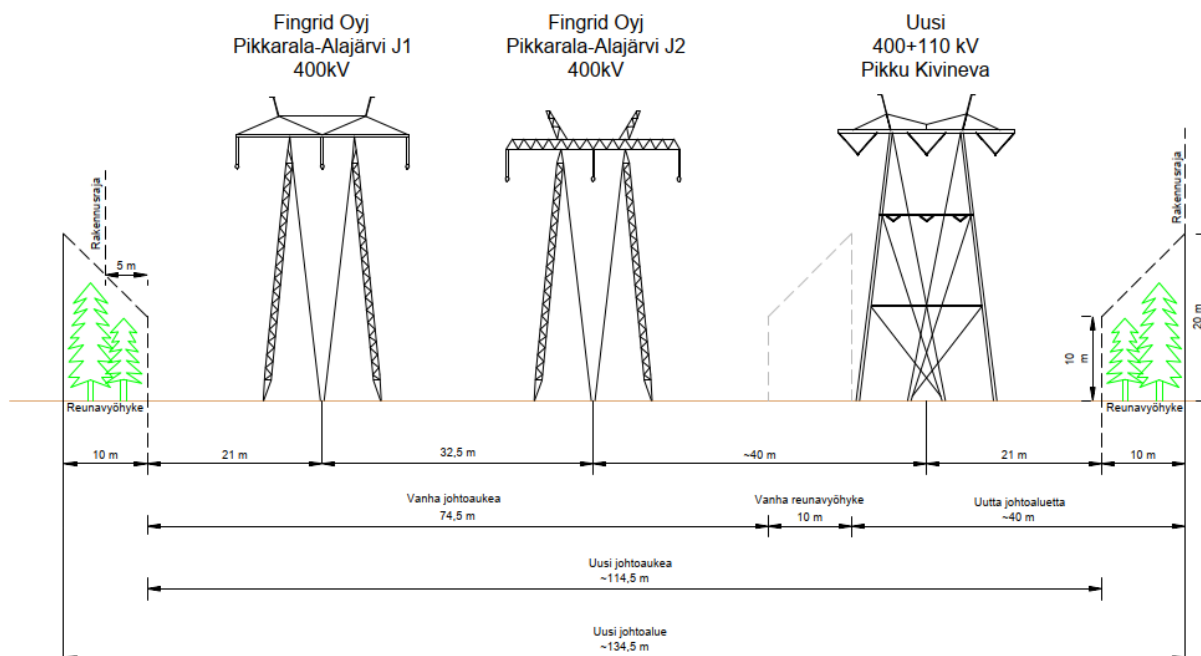 Fingrid Oyj
Pikkarala-Alajärvi J1
400kV
Fingrid Oyj
Pikkarala-Alajärvi J2
400kV
Uusi
400+110 kV
Pikku Kivineva
Rakennusraja
5 m
Rakennusraja
20 m
10
m
Reunavyöhyke
Reunavyöhyke
10 m
21 m
32,5 m
~40 m
21 m
10 m
Vanha johtoaukea
74,5 m
Vanha reunavyöhyke
10 m
Uutta johtoaluetta
~40 m
Uusi johtoaukea
~114,5 m
Uusi johtoalue
~134,5 m